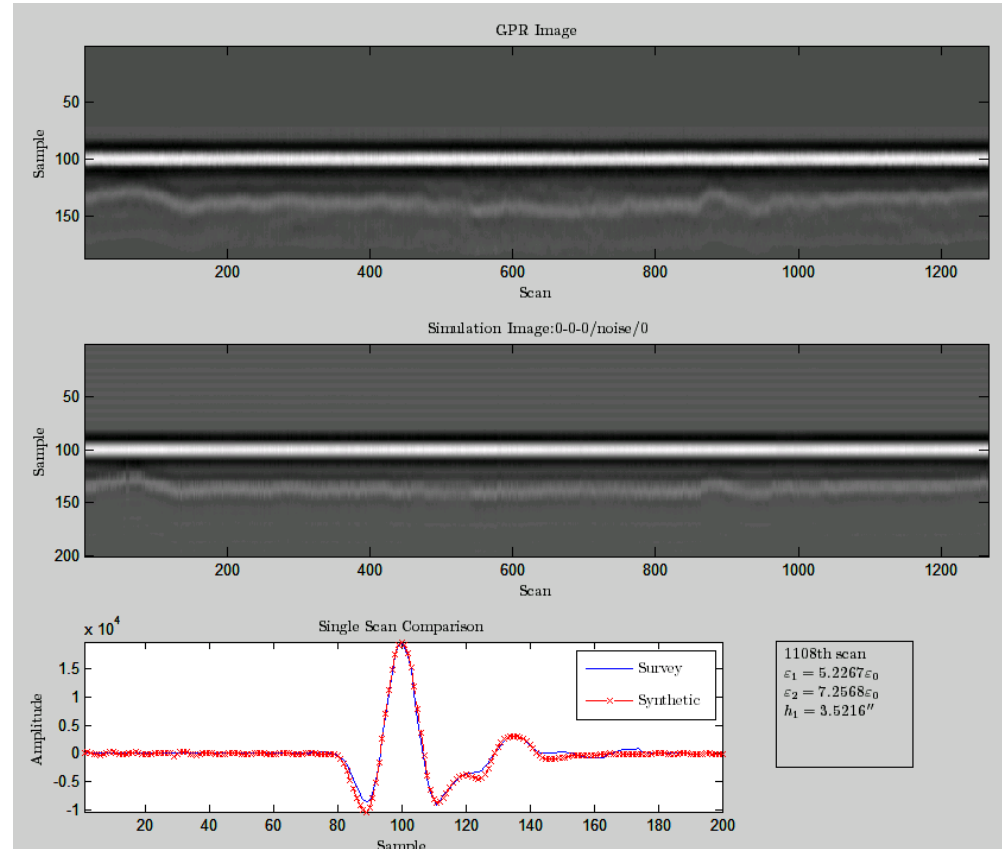 GPR Image
50
100
150
Sample
200 400 600 800 1000 1200
Scan
Simulation Image:0-0-0/noise/0
50
100
150
200
Sample
200 400 600 800 1000 1200
Scan
Single Scan Comparison
x 10^4
1.5
1
0.5
0
-0.5
-1
Amplitude
20 40 60 80 100 120 140 160 180 200
Sample
Survey
Synthetic
1108th scan
ε₁ = 5.2267ε₀
ε₂ = 7.2568ε₀
h₁ = 3.5216″